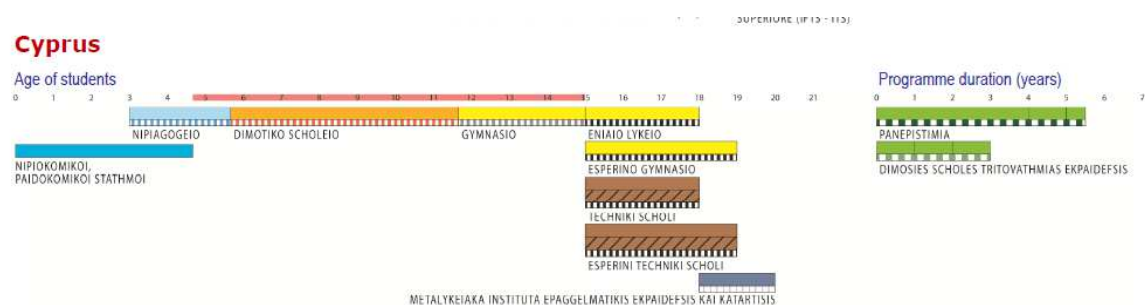 SUPERIORE (IFTS - ITS)
Cyprus
Age of students
Programme duration (years)
0 1 2 3 4 5 6 7 8 9 10 11 12 13 14 15 16 17 18 19 20 21
0 1 2 3 4 5 6 7
NIPIAGOGEIO
DIMOTIKO SCHOLEIO
GYMNASIO
ENIAIO LYKEIO
PANEPISTIMIA
NIPIOKOMIKOI,
PAIDOKOMIKOI STATHMOI
ESPERINO GYMNASIO
DIMOSIES SCHOLES TRITOVATHMIAS EKPAIDEFSIS
TECHNIKI SCHOLI
ESPERINI TECHNIKI SCHOLI
METALYKEIAKA INSTITUTA EPAGGELMATIKIS EKPAIDEFSIS KAI KATARTISIS